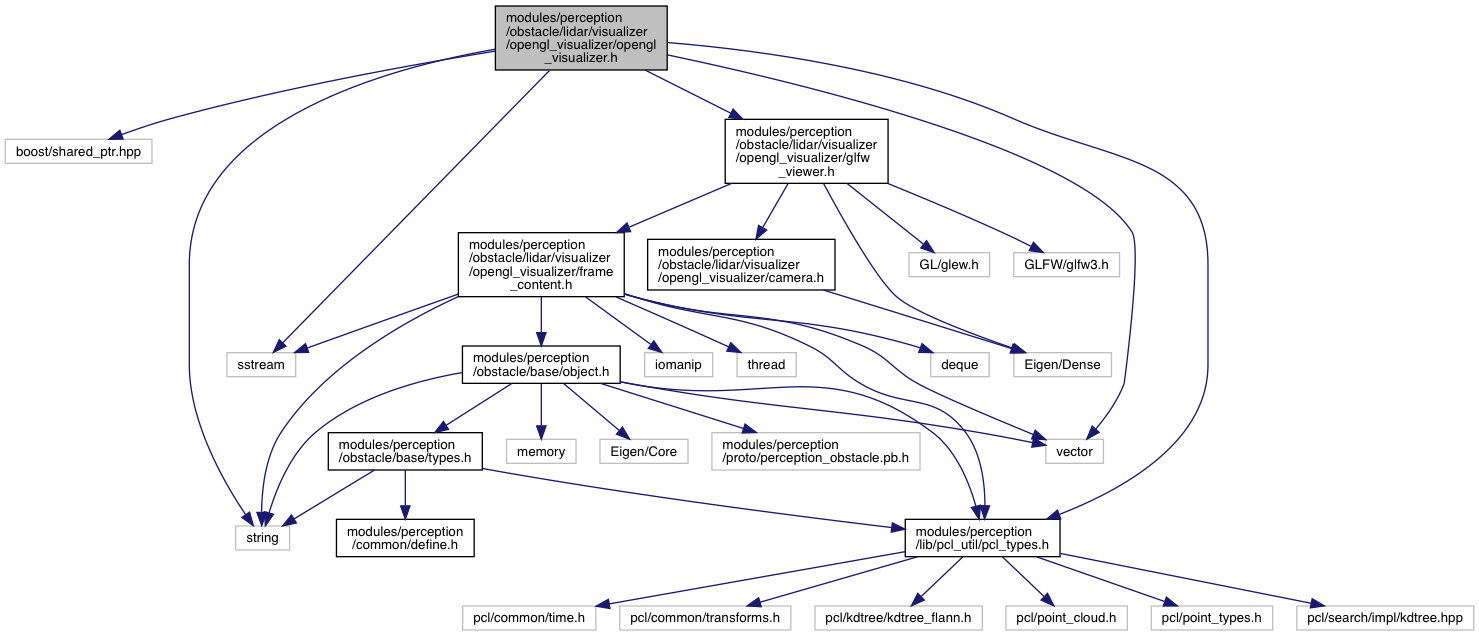 modules/perception
/obstacle/lidar/visualizer
/opengl_visualizer/opengl
_visualizer.h
boost/shared_ptr.hpp
modules/perception
/obstacle/lidar/visualizer
/opengl_visualizer/glfw
_viewer.h
modules/perception
/obstacle/lidar/visualizer
/opengl_visualizer/frame
_content.h
modules/perception
/obstacle/lidar/visualizer
/opengl_visualizer/camera.h
GL/glew.h
GLFW/glfw3.h
sstream
modules/perception
/obstacle/base/object.h
iomanip
thread
deque
Eigen/Dense
modules/perception
/obstacle/base/types.h
memory
Eigen/Core
modules/perception
/proto/perception_obstacle.pb.h
vector
string
modules/perception
/common/define.h
modules/perception
/lib/pcl_util/pcl_types.h
pcl/common/time.h
pcl/common/transforms.h
pcl/kdtree/kdtree_flann.h
pcl/point_cloud.h
pcl/point_types.h
pcl/search/impl/kdtree.hpp